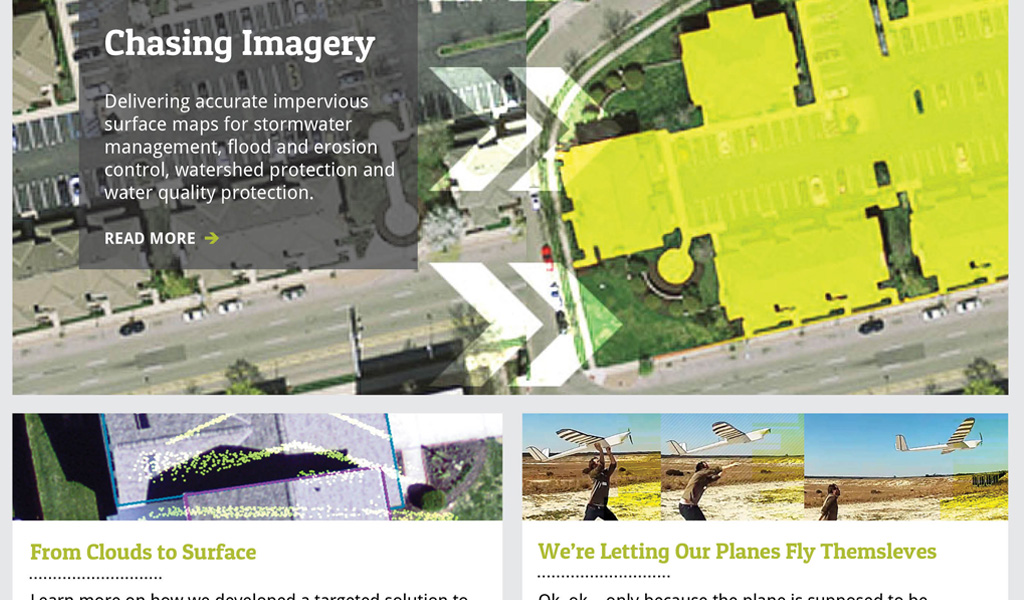 Chasing Imagery
Delivering accurate impervious
surface maps for stormwater
management, flood and erosion
control, watershed protection and
water quality protection.
READ MORE
From Clouds to Surface
Learn more on how we developed a targeted solution to
We’re Letting Our Planes Fly Themsleves
Ok, ok... only because the plane is supposed to be